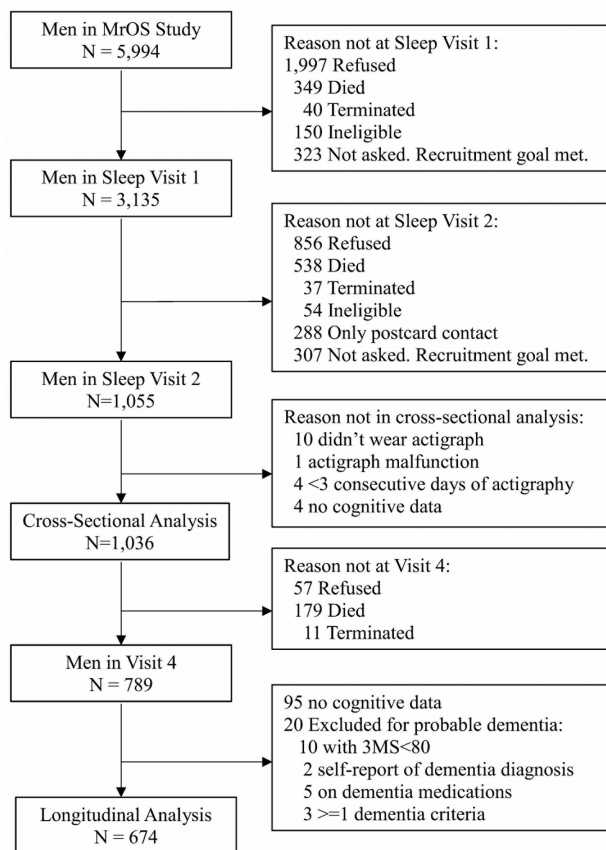 Men in MrOS Study
N = 5,994
Reason not at Sleep Visit 1:
1,997 Refused
349 Died
40 Terminated
150 Ineligible
323 Not asked. Recruitment goal met.
Men in Sleep Visit 1
N = 3,135
Reason not at Sleep Visit 2:
856 Refused
538 Died
37 Terminated
54 Ineligible
288 Only postcard contact
307 Not asked. Recruitment goal met.
Men in Sleep Visit 2
N=1,055
Reason not in cross-sectional analysis:
10 didn't wear actigraph
1 actigraph malfunction
4 <3 consecutive days of actigraphy
4 no cognitive data
Cross-Sectional Analysis
N=1,036
Reason not at Visit 4:
57 Refused
179 Died
11 Terminated
Men in Visit 4
N = 789
95 no cognitive data
20 Excluded for probable dementia:
10 with 3MS<80
2 self-report of dementia diagnosis
5 on dementia medications
3 >=1 dementia criteria
Longitudinal Analysis
N = 674